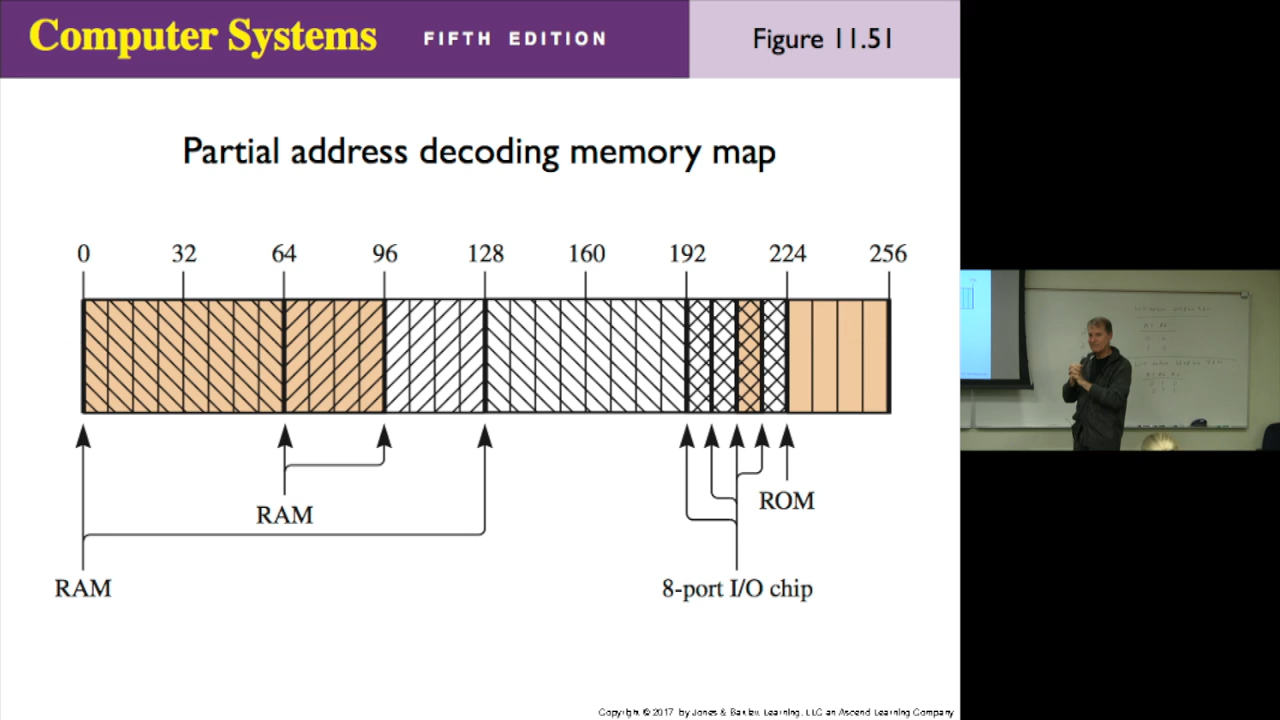 Computer Systems FIFTH EDITION Figure 11.51
Partial address decoding memory map
0 32 64 96 128 160 192 224 256
ROM
RAM
RAM
8-port I/O chip
Copyright © 2017 by Jones & Bartlett Learning, LLC an Ascend Learning Company